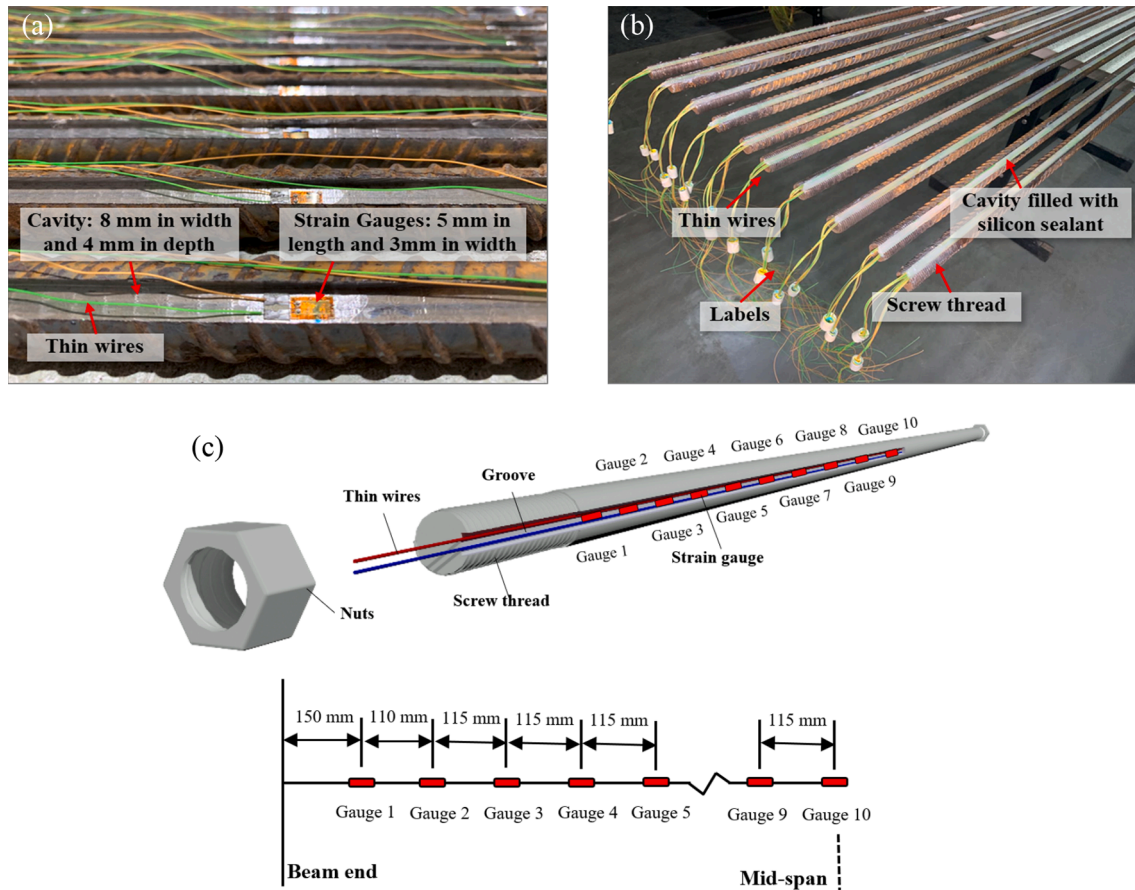 (a)
Cavity: 8 mm in width
and 4 mm in depth
Strain Gauges: 5 mm in
length and 3mm in width
Thin wires
(b)
Thin wires
Labels
Cavity filled with
silicon sealant
Screw thread
(c)
Gauge 2
Gauge 4
Gauge 6
Gauge 8
Gauge 10
Groove
Thin wires
Gauge 1
Gauge 3
Gauge 5
Gauge 7
Gauge 9
Strain gauge
Screw thread
Nuts
150 mm
110 mm
115 mm
115 mm
115 mm
115 mm
Gauge 1
Gauge 2
Gauge 3
Gauge 4
Gauge 5
Gauge 9
Gauge 10
Beam end
Mid-span